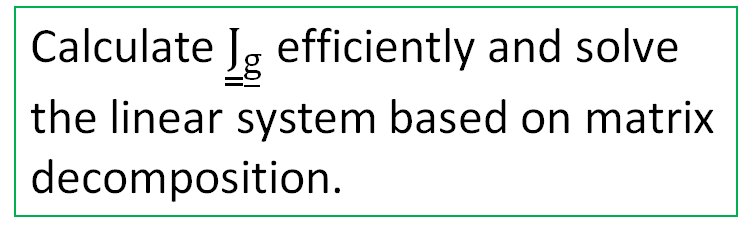 Calculate J_g efficiently and solve
the linear system based on matrix
decomposition.